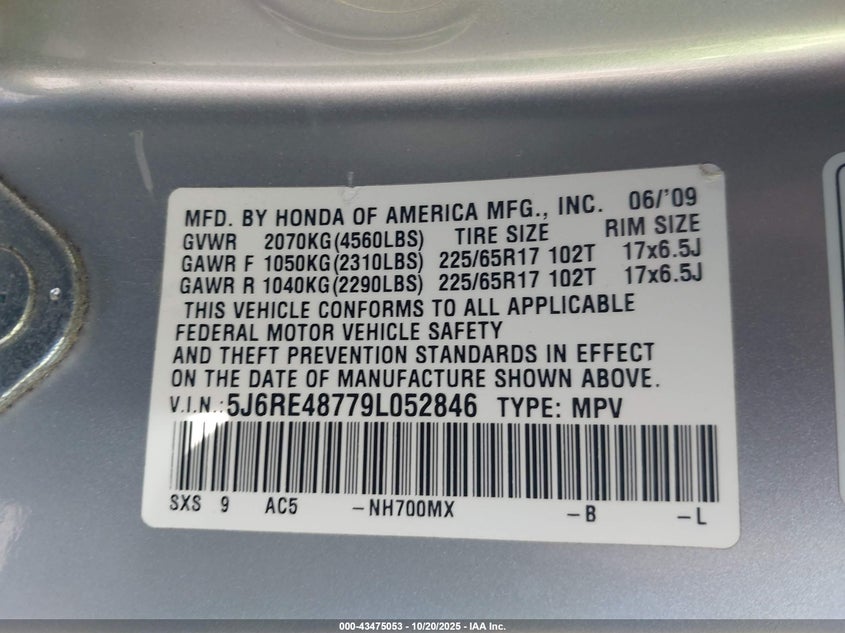 MFD. BY HONDA OF AMERICA MFG., INC. 06/'09
GVWR 2070KG(4560LBS) TIRE SIZE RIM SIZE
GAWR F 1050KG(2310LBS) 225/65R17 102T 17x6.5J
GAWR R 1040KG(2290LBS) 225/65R17 102T 17x6.5J
THIS VEHICLE CONFORMS TO ALL APPLICABLE
FEDERAL MOTOR VEHICLE SAFETY
AND THEFT PREVENTION STANDARDS IN EFFECT
ON THE DATE OF MANUFACTURE SHOWN ABOVE.
V.I.N.: 5J6RE48779L052846 TYPE: MPV
SXS 9 AC5 -NH700MX -B -L
000-43475053 - 10/20/2025 - IAA Inc.